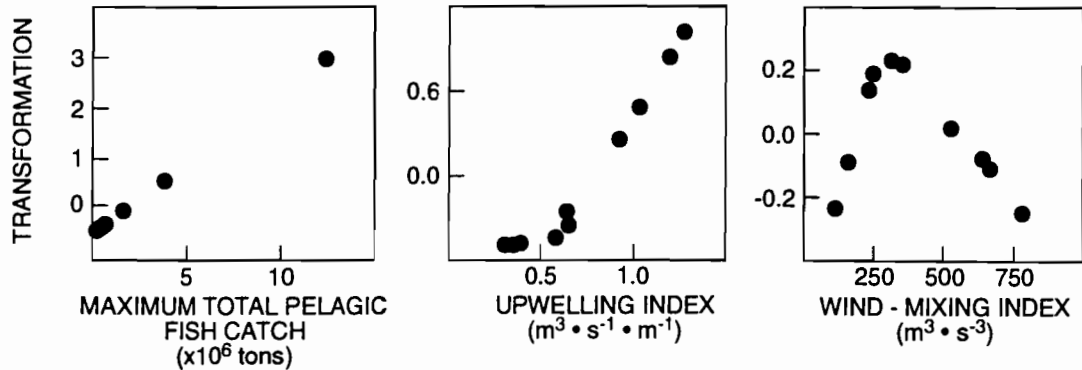 TRANSFORMATION
3
2
1
0
5 10
MAXIMUM TOTAL PELAGIC
FISH CATCH
(x10⁶ tons)
0.6
0.0
0.5 1.0
UPWELLING INDEX
(m³ • s⁻¹ • m⁻¹)
0.2
0.0
-0.2
250 500 750
WIND - MIXING INDEX
(m³ • s⁻³)